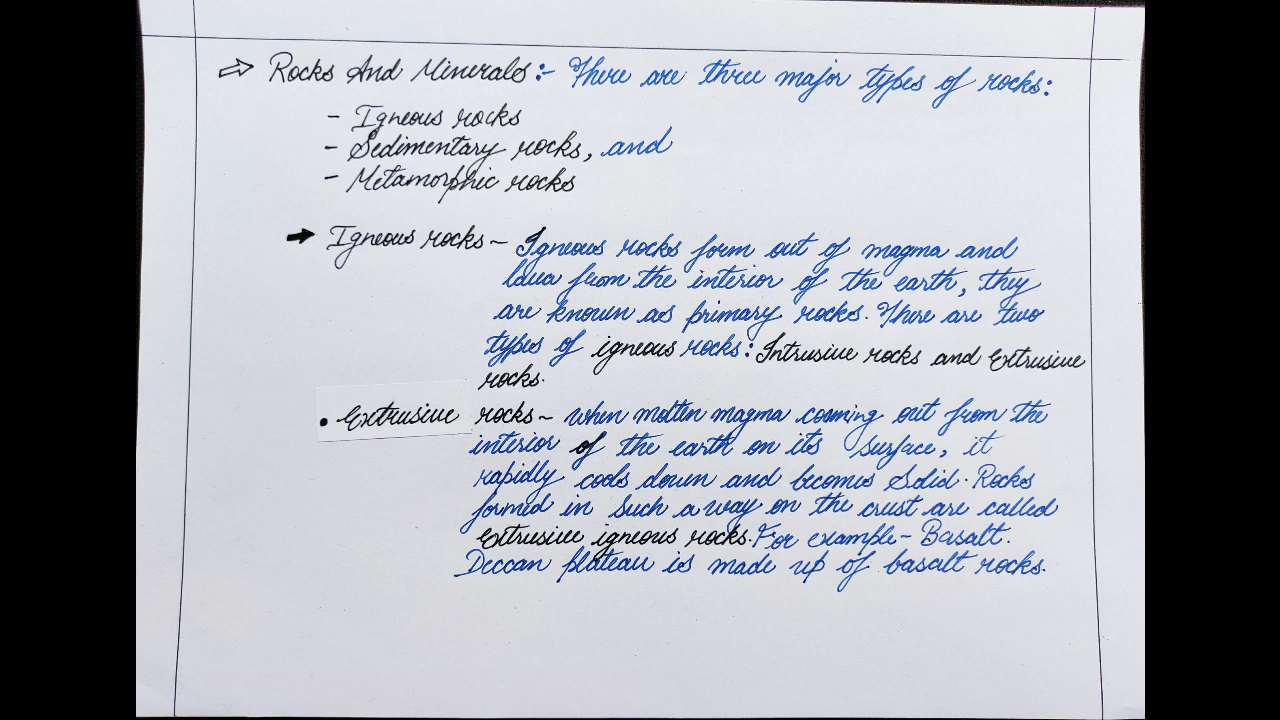 ⇒ Rocks And Minerals:- There are three major types of rocks:
- Igneous rocks
- Sedimentary rocks, and
- Metamorphic rocks
→ Igneous rocks ~ Igneous rocks form out of magma and
lava from the interior of the earth, they
are known as primary rocks. There are two
types of igneous rocks: Intrusive rocks and Extrusive
rocks.
• Extrusive rocks ~ when molten magma coming out from the
interior of the earth on its surface, it
rapidly cools down and becomes Solid. Rocks
formed in such a way on the crust are called
Extrusive igneous rocks. For example- Basalt.
Deccan plateau is made up of basalt rocks.